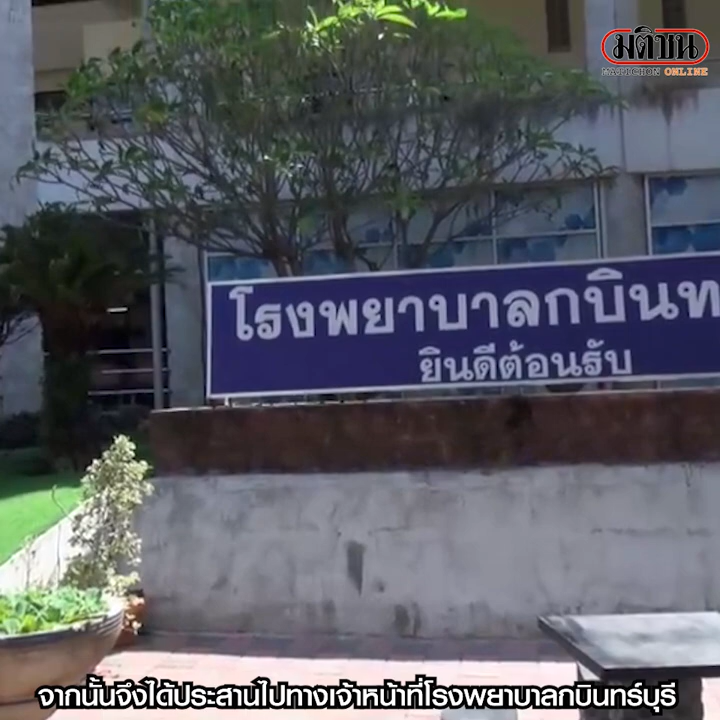 มติชน
MATICHON ONLINE
โรงพยาบาลกบินท
ยินดีต้อนรับ
จากนั้นจึงได้ประสานไปทางเจ้าหน้าที่โรงพยาบาลกบินทร์บุรี